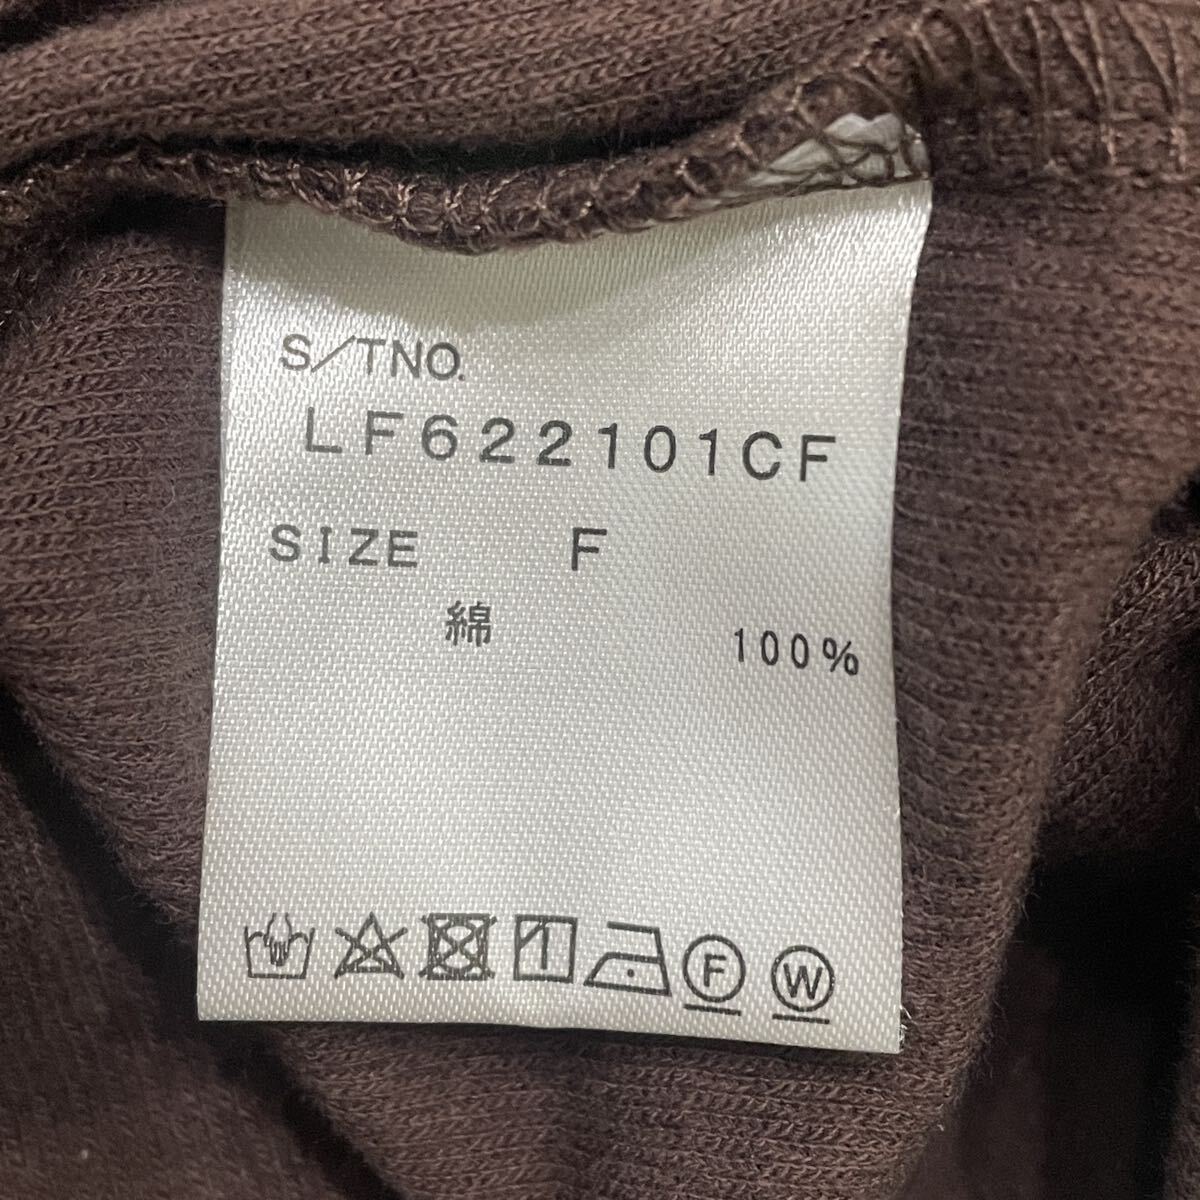 S/TNO.
LF622101CF
SIZE F
綿 100%
F W